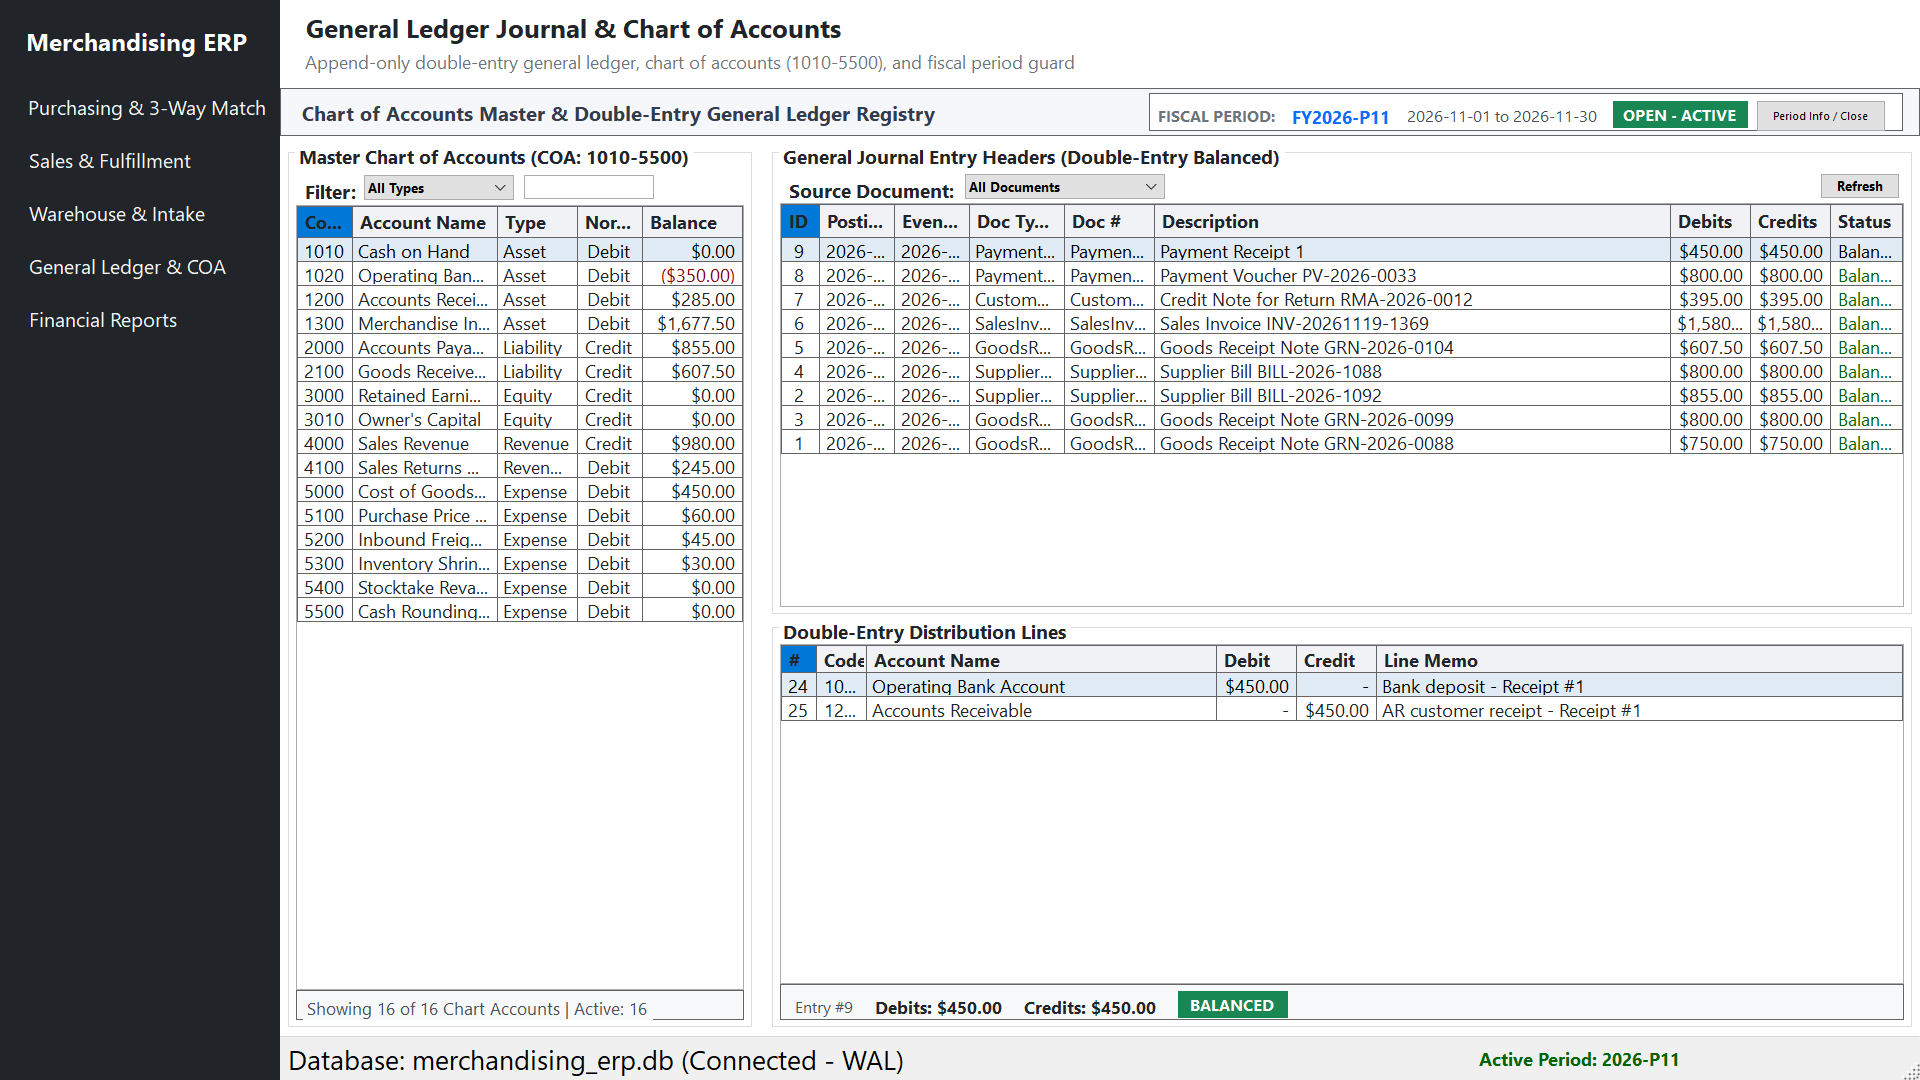 Merchandising ERP
Purchasing & 3-Way Match
Sales & Fulfillment
Warehouse & Intake
General Ledger & COA
Financial Reports
General Ledger Journal & Chart of Accounts
Append-only double-entry general ledger, chart of accounts (1010-5500), and fiscal period guard
Chart of Accounts Master & Double-Entry General Ledger Registry
FISCAL PERIOD: FY2026-P11 2026-11-01 to 2026-11-30 OPEN - ACTIVE Period Info / Close
Master Chart of Accounts (COA: 1010-5500)
Filter: All Types
Co... Account Name Type Nor... Balance
1010 Cash on Hand Asset Debit $0.00
1020 Operating Ban... Asset Debit ($350.00)
1200 Accounts Recei... Asset Debit $285.00
1300 Merchandise In... Asset Debit $1,677.50
2000 Accounts Paya... Liability Credit $855.00
2100 Goods Receive... Liability Credit $607.50
3000 Retained Earni... Equity Credit $0.00
3010 Owner's Capital Equity Credit $0.00
4000 Sales Revenue Revenue Credit $980.00
4100 Sales Returns ... Reven... Debit $245.00
5000 Cost of Goods... Expense Debit $450.00
5100 Purchase Price ... Expense Debit $60.00
5200 Inbound Freig... Expense Debit $45.00
5300 Inventory Shrin... Expense Debit $30.00
5400 Stocktake Reva... Expense Debit $0.00
5500 Cash Rounding... Expense Debit $0.00
Showing 16 of 16 Chart Accounts | Active: 16
General Journal Entry Headers (Double-Entry Balanced)
Source Document: All Documents Refresh
ID Posti... Even... Doc Ty... Doc # Description Debits Credits Status
9 2026-... 2026-... Payment... Paymen... Payment Receipt 1 $450.00 $450.00 Balan...
8 2026-... 2026-... Payment... Paymen... Payment Voucher PV-2026-0033 $800.00 $800.00 Balan...
7 2026-... 2026-... Custom... Custom... Credit Note for Return RMA-2026-0012 $395.00 $395.00 Balan...
6 2026-... 2026-... SalesInv... SalesInv... Sales Invoice INV-20261119-1369 $1,580... $1,580... Balan...
5 2026-... 2026-... GoodsR... GoodsR... Goods Receipt Note GRN-2026-0104 $607.50 $607.50 Balan...
4 2026-... 2026-... Supplier... Supplier... Supplier Bill BILL-2026-1088 $800.00 $800.00 Balan...
2 2026-... 2026-... Supplier... Supplier... Supplier Bill BILL-2026-1092 $855.00 $855.00 Balan...
3 2026-... 2026-... GoodsR... GoodsR... Goods Receipt Note GRN-2026-0099 $800.00 $800.00 Balan...
1 2026-... 2026-... GoodsR... GoodsR... Goods Receipt Note GRN-2026-0088 $750.00 $750.00 Balan...
Double-Entry Distribution Lines
# Code Account Name Debit Credit Line Memo
24 10... Operating Bank Account $450.00 - Bank deposit - Receipt #1
25 12... Accounts Receivable - $450.00 AR customer receipt - Receipt #1
Entry #9 Debits: $450.00 Credits: $450.00 BALANCED
Database: merchandising_erp.db (Connected - WAL)
Active Period: 2026-P11